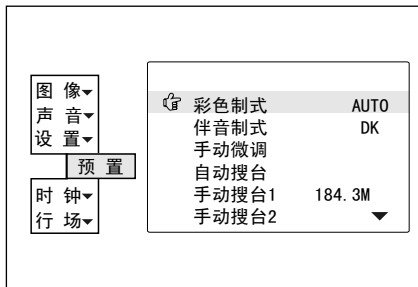 图 像
声 音
设 置
预 置
时 钟
行 场
彩色制式 AUTO
伴音制式 DK
手动微调
自动搜台
手动搜台1 184.3M
手动搜台2